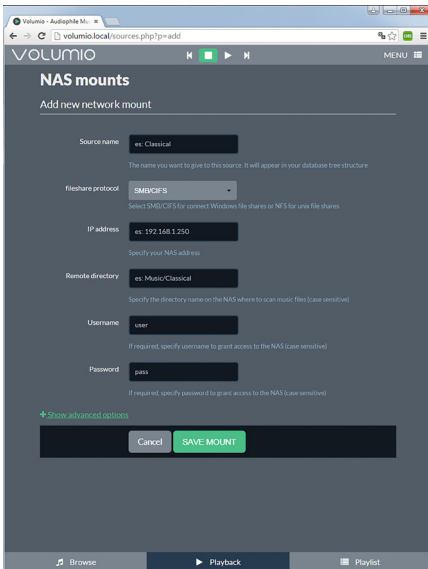 Volumio - Audiophile Mu
volumio.local/sources.php?p=add
VOLUMIO
MENU
NAS mounts
Add new network mount
Source name
es: Classical
The name you want to give to this source. It will appear in your database tree structure
fileshare protocol
SMB/CIFS
Select SMB/CIFS for connect Windows file shares or NFS for unix file shares
IP address
es: 192.168.1.250
Specify your NAS address
Remote directory
es: Music/Classical
Specify the directory name on the NAS where to scan music files (case sensitive)
Username
user
If required, specify username to grant access to the NAS (case sensitive)
Password
pass
If required, specify password to grant access to the NAS (case sensitive)
Show advanced options
Cancel
SAVE MOUNT
Browse
Playback
Playlist